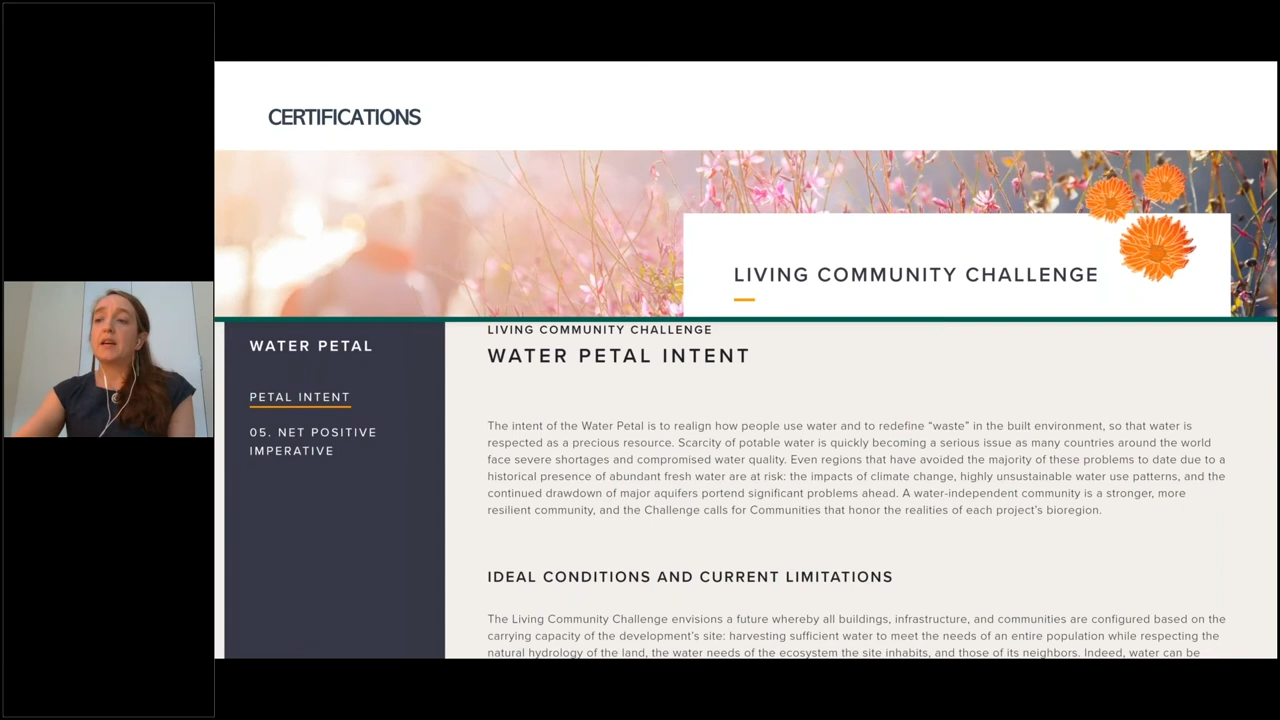 CERTIFICATIONS
LIVING COMMUNITY CHALLENGE
WATER PETAL
PETAL INTENT
05. NET POSITIVE
IMPERATIVE
LIVING COMMUNITY CHALLENGE
WATER PETAL INTENT
The intent of the Water Petal is to realign how people use water and to redefine “waste” in the built environment, so that water is
respected as a precious resource. Scarcity of potable water is quickly becoming a serious issue as many countries around the world
face severe shortages and compromised water quality. Even regions that have avoided the majority of these problems to date due to a
historical presence of abundant fresh water are at risk: the impacts of climate change, highly unsustainable water use patterns, and the
continued drawdown of major aquifers portend significant problems ahead. A water-independent community is a stronger, more
resilient community, and the Challenge calls for Communities that honor the realities of each project’s bioregion.
IDEAL CONDITIONS AND CURRENT LIMITATIONS
The Living Community Challenge envisions a future whereby all buildings, infrastructure, and communities are configured based on the
carrying capacity of the development’s site: harvesting sufficient water to meet the needs of an entire population while respecting the
natural hydrology of the land, the water needs of the ecosystem the site inhabits, and those of its neighbors. Indeed, water can be